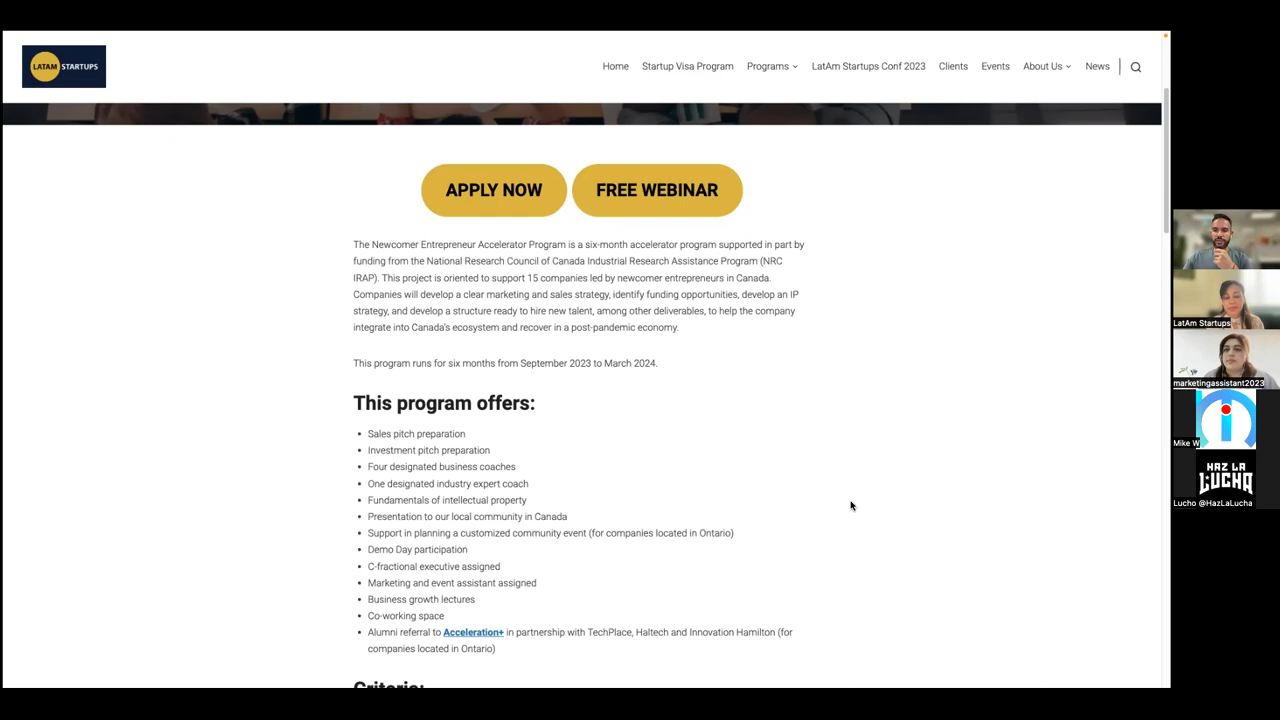 LATAM STARTUPS
Home Startup Visa Program Programs LatAm Startups Conf 2023 Clients Events About Us News
APPLY NOW FREE WEBINAR
The Newcomer Entrepreneur Accelerator Program is a six-month accelerator program supported in part by
funding from the National Research Council of Canada Industrial Research Assistance Program (NRC
IRAP). This project is oriented to support 15 companies led by newcomer entrepreneurs in Canada.
Companies will develop a clear marketing and sales strategy, identify funding opportunities, develop an IP
strategy, and develop a structure ready to hire new talent, among other deliverables, to help the company
integrate into Canada's ecosystem and recover in a post-pandemic economy.
This program runs for six months from September 2023 to March 2024.
This program offers:
• Sales pitch preparation
• Investment pitch preparation
• Four designated business coaches
• One designated industry expert coach
• Fundamentals of intellectual property
• Presentation to our local community in Canada
• Support in planning a customized community event (for companies located in Ontario)
• Demo Day participation
• C-fractional executive assigned
• Marketing and event assistant assigned
• Business growth lectures
• Co-working space
• Alumni referral to Acceleration+ in partnership with TechPlace, Haltech and Innovation Hamilton (for
companies located in Ontario)
Criteria:
LatAm Startups
marketingassistant2023
Mike W
HAZ LA
LUCHA
Lucho @HazLaLucha